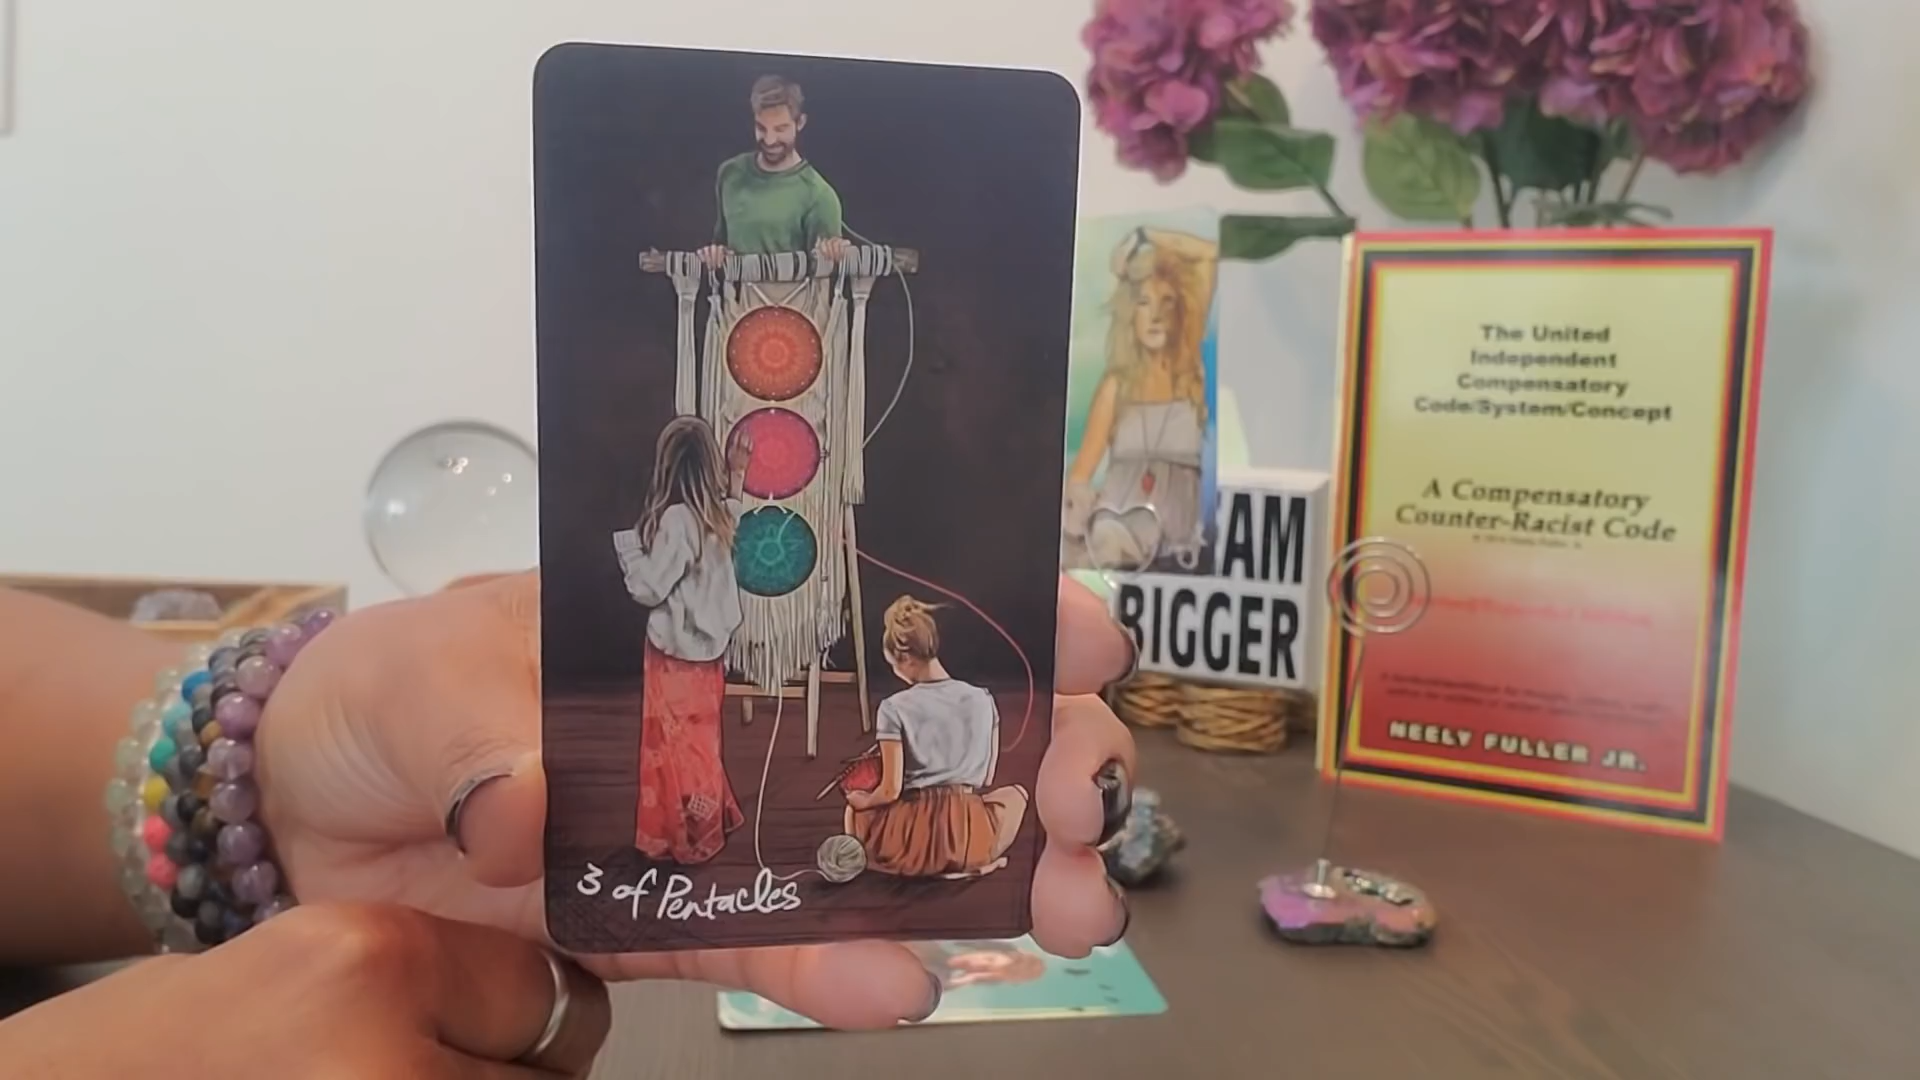 3 of Pentacles
AM
BIGGER
The United
Independent
Compensatory
Code/System/Concept
A Compensatory
Counter-Racist Code
NEELY FULLER JR.